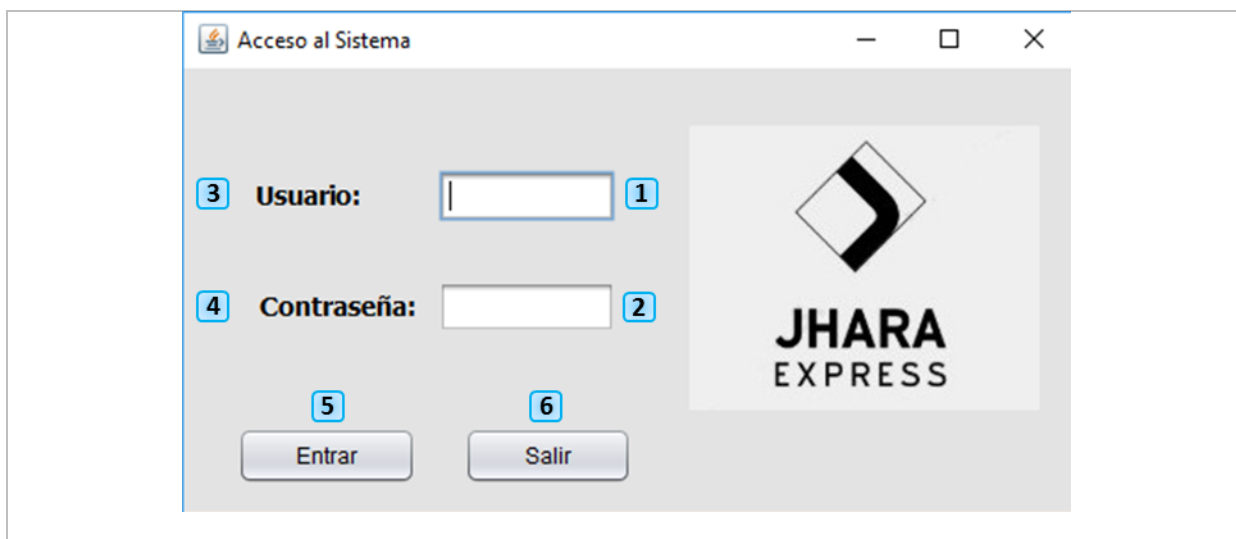 Acceso al Sistema
3 Usuario: 1
4 Contraseña: 2
JHARA
EXPRESS
5 6
Entrar Salir